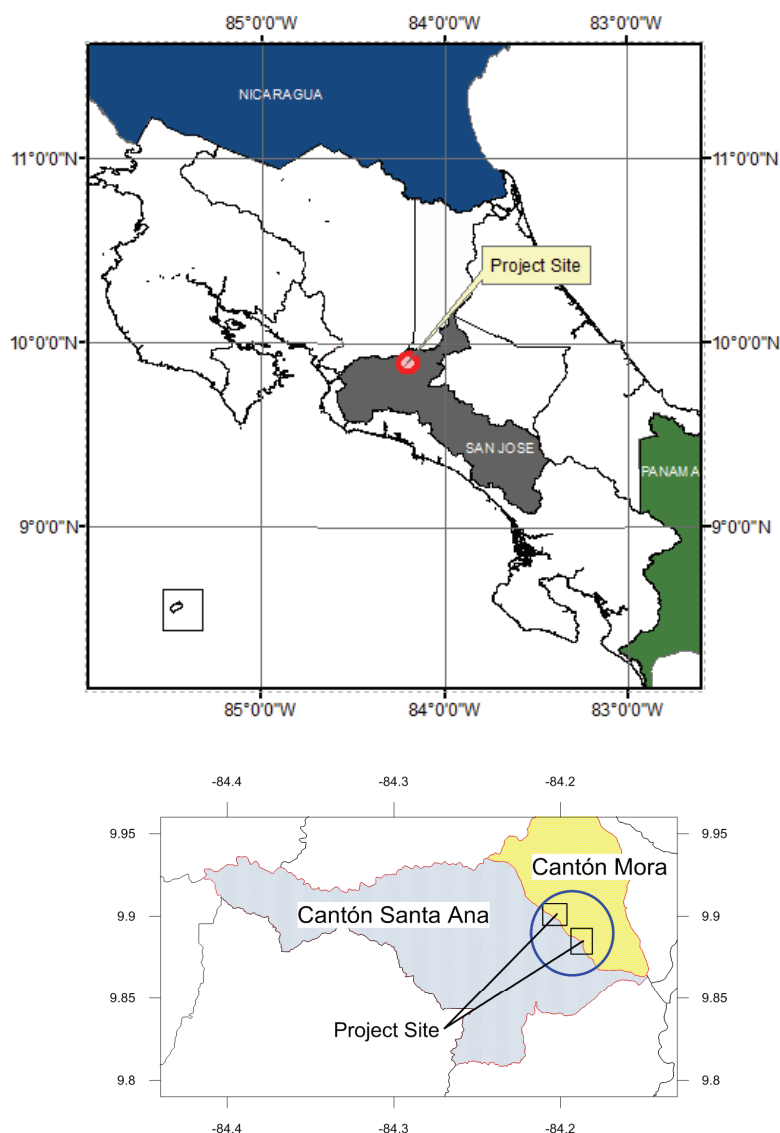 85°0'0"W 84°0'0"W 83°0'0"W
NICARAGUA
11°0'0"N 11°0'0"N
Project Site
10°0'0"N 10°0'0"N
SAN JOSE
PANAMA
9°0'0"N 9°0'0"N
85°0'0"W 84°0'0"W 83°0'0"W
-84.4 -84.3 -84.2
9.95 9.95
Cantón Mora
Cantón Santa Ana
9.9 9.9
9.85 9.85
Project Site
9.8 9.8
-84.4 -84.3 -84.2